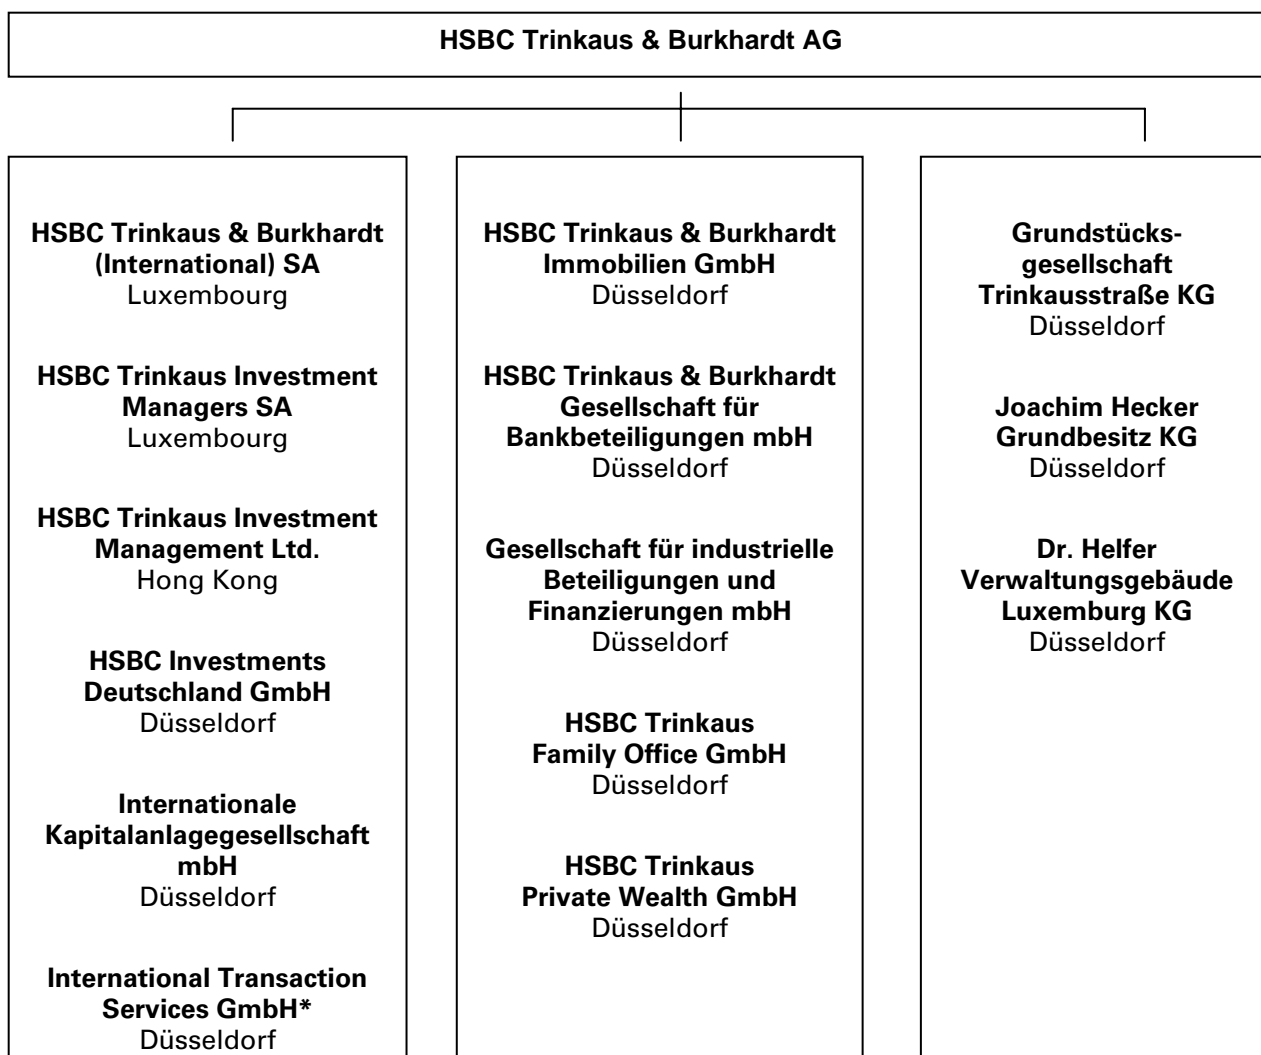 HSBC Trinkaus & Burkhardt AG
HSBC Trinkaus & Burkhardt
(International) SA
Luxembourg
HSBC Trinkaus Investment
Managers SA
Luxembourg
HSBC Trinkaus Investment
Management Ltd.
Hong Kong
HSBC Investments
Deutschland GmbH
Düsseldorf
Internationale
Kapitalanlagegesellschaft
mbH
Düsseldorf
International Transaction
Services GmbH*
Düsseldorf
HSBC Trinkaus & Burkhardt
Immobilien GmbH
Düsseldorf
HSBC Trinkaus & Burkhardt
Gesellschaft für
Bankbeteiligungen mbH
Düsseldorf
Gesellschaft für industrielle
Beteiligungen und
Finanzierungen mbH
Düsseldorf
HSBC Trinkaus
Family Office GmbH
Düsseldorf
HSBC Trinkaus
Private Wealth GmbH
Düsseldorf
Grundstücks-
gesellschaft
Trinkausstraße KG
Düsseldorf
Joachim Hecker
Grundbesitz KG
Düsseldorf
Dr. Helfer
Verwaltungsgebäude
Luxemburg KG
Düsseldorf